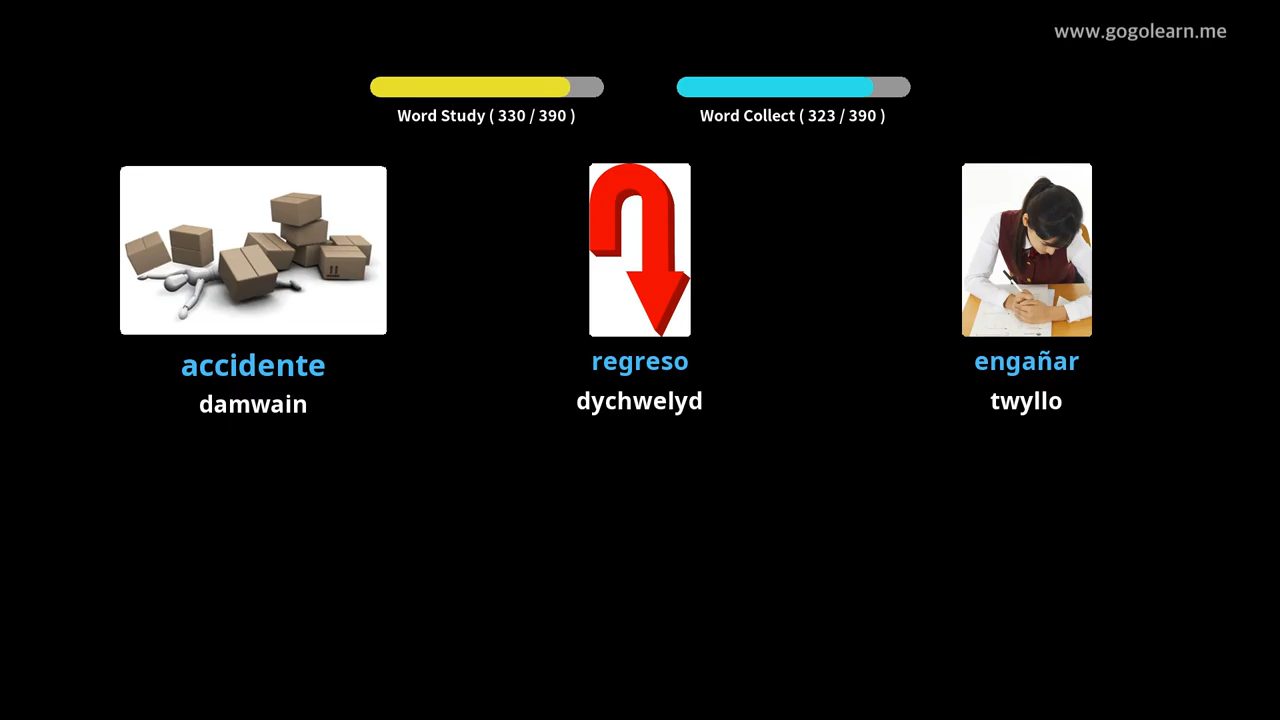 www.gogolearn.me
Word Study ( 330 / 390 )
Word Collect ( 323 / 390 )
accidente
damwain
regreso
dychwelyd
engañar
twyllo